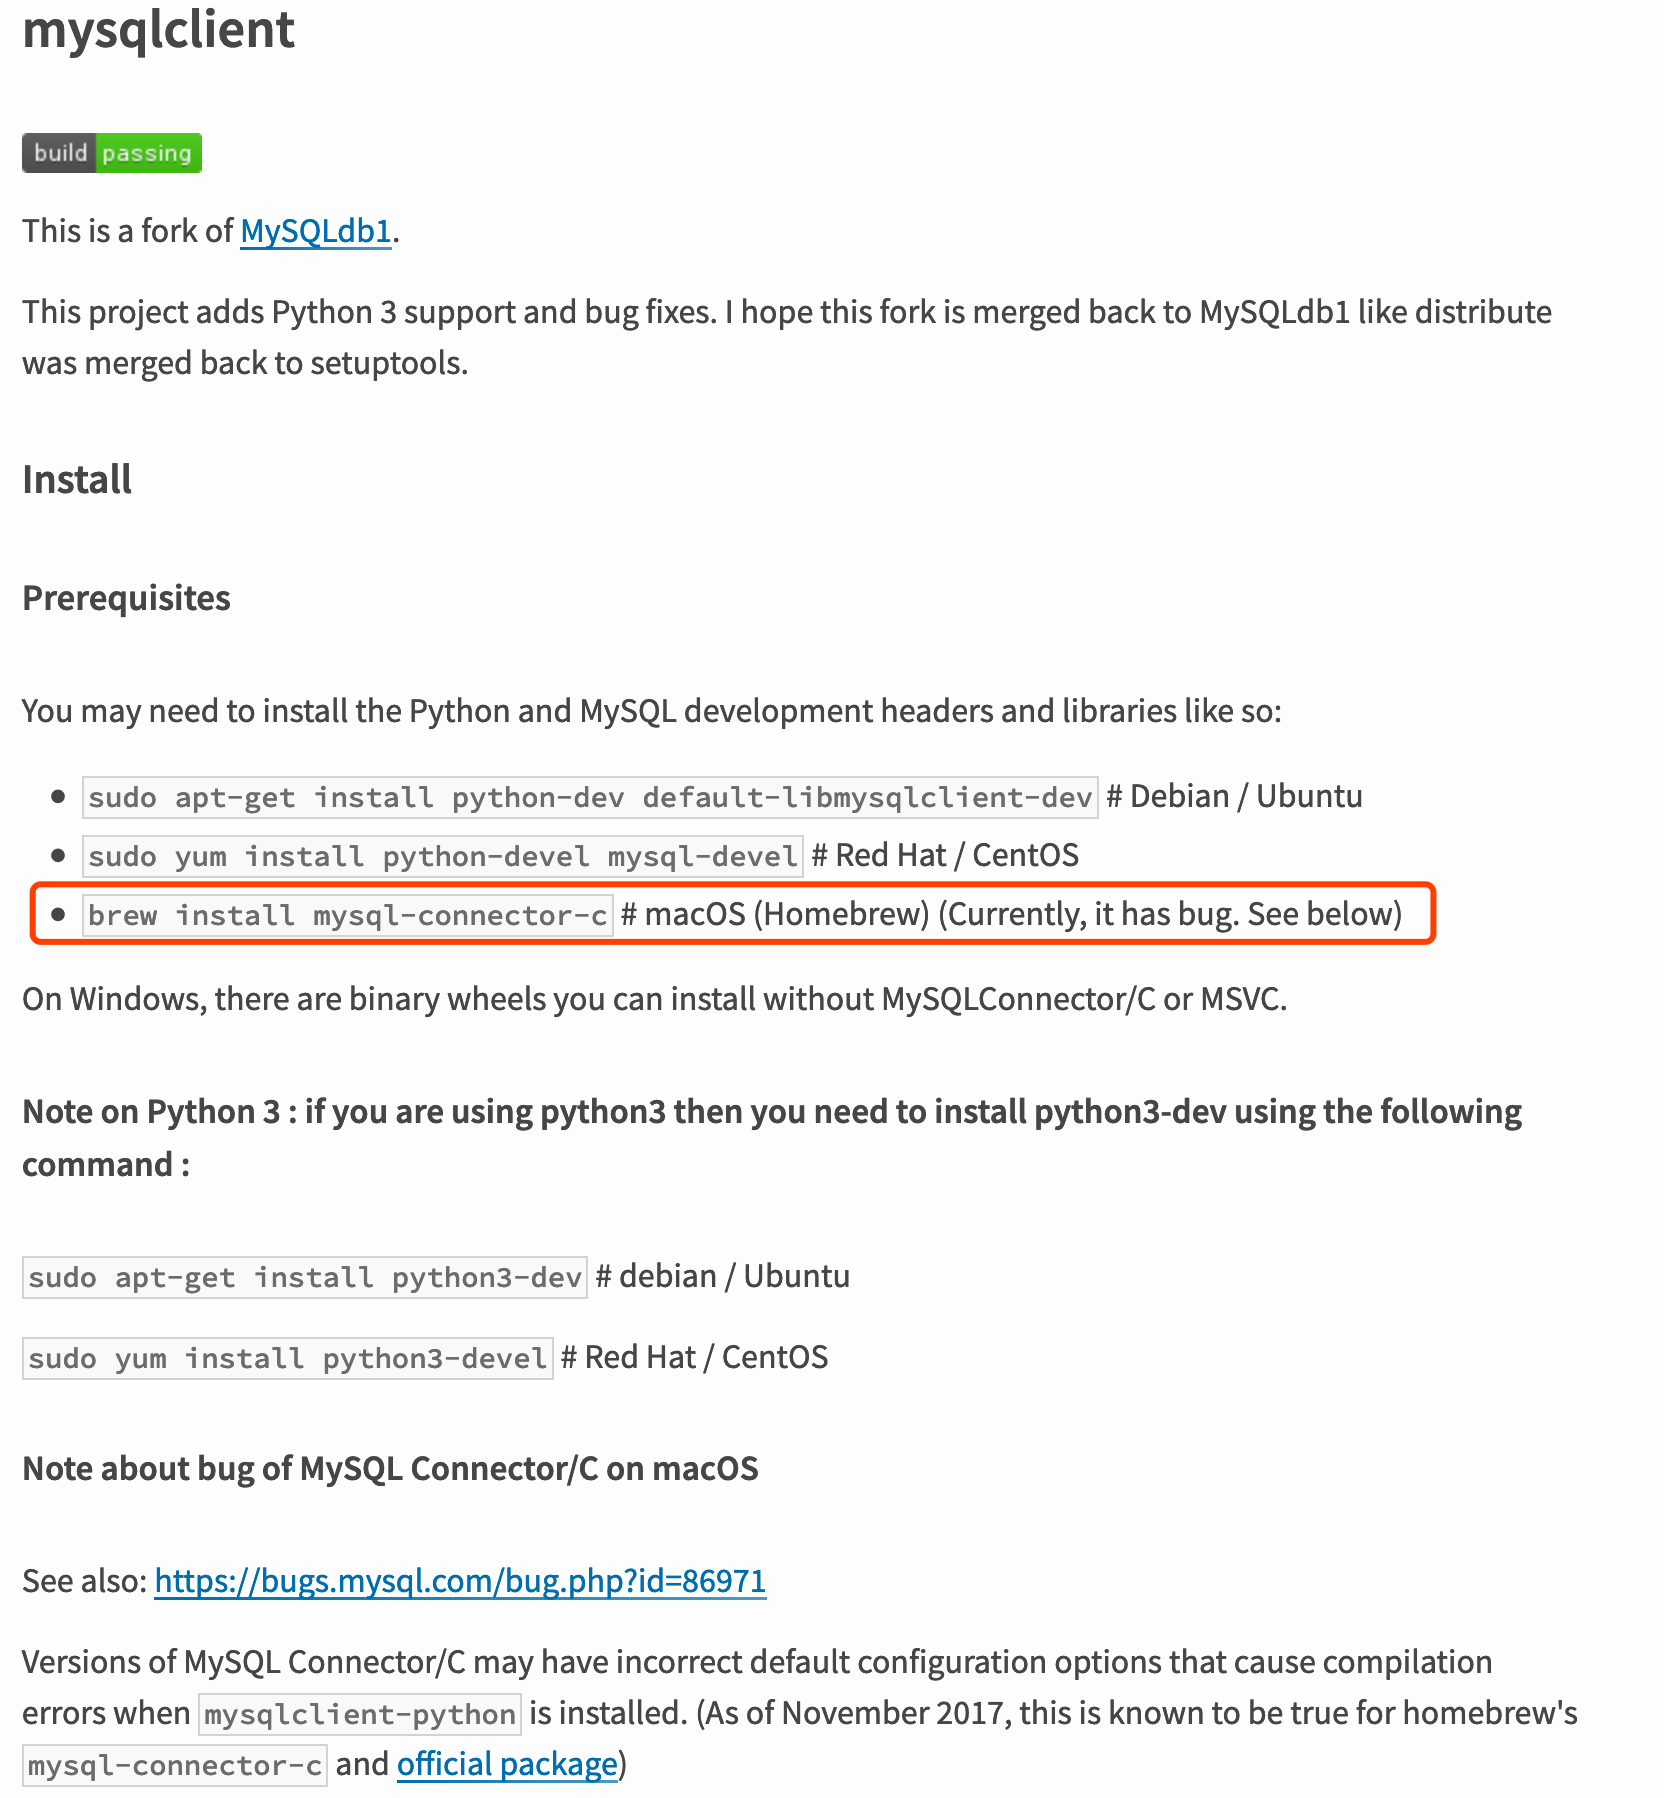 mysqlclient
build passing
This is a fork of MySQLdb1.
This project adds Python 3 support and bug fixes. I hope this fork is merged back to MySQLdb1 like distribute
was merged back to setuptools.
Install
Prerequisites
You may need to install the Python and MySQL development headers and libraries like so:
● sudo apt-get install python-dev default-libmysqlclient-dev # Debian / Ubuntu
● sudo yum install python-devel mysql-devel # Red Hat / CentOS
● brew install mysql-connector-c # macOS (Homebrew) (Currently, it has bug. See below)
On Windows, there are binary wheels you can install without MySQLConnector/C or MSVC.
Note on Python 3 : if you are using python3 then you need to install python3-dev using the following
command :
sudo apt-get install python3-dev # debian / Ubuntu
sudo yum install python3-devel # Red Hat / CentOS
Note about bug of MySQL Connector/C on macOS
See also: https://bugs.mysql.com/bug.php?id=86971
Versions of MySQL Connector/C may have incorrect default configuration options that cause compilation
errors when mysqlclient-python is installed. (As of November 2017, this is known to be true for homebrew's
mysql-connector-c and official package)